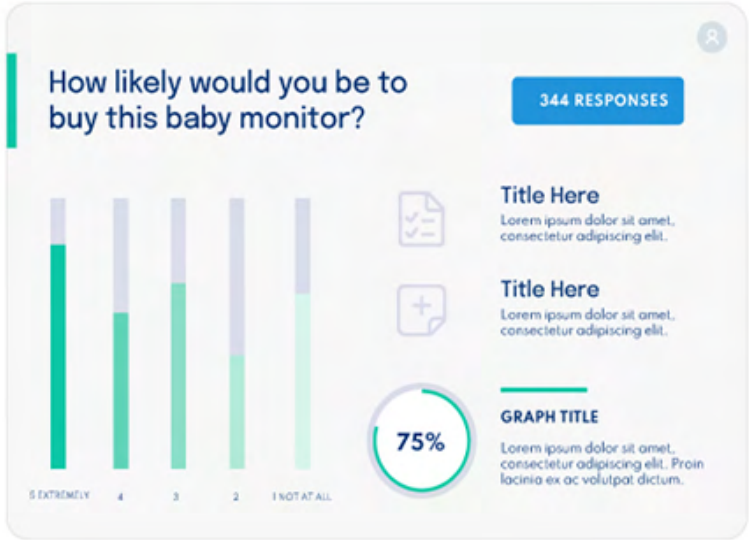 How likely would you be to
buy this baby monitor?
344 RESPONSES
5 EXTREMELY
4
3
2
1 NOT AT ALL
Title Here
Lorem ipsum dolor sit amet,
consectetur adipiscing elit.
Title Here
Lorem ipsum dolor sit amet,
consectetur adipiscing elit.
75%
GRAPH TITLE
Lorem ipsum dolor sit amet,
consectetur adipiscing elit. Proin
lacinia ex ac volutpat dictum.